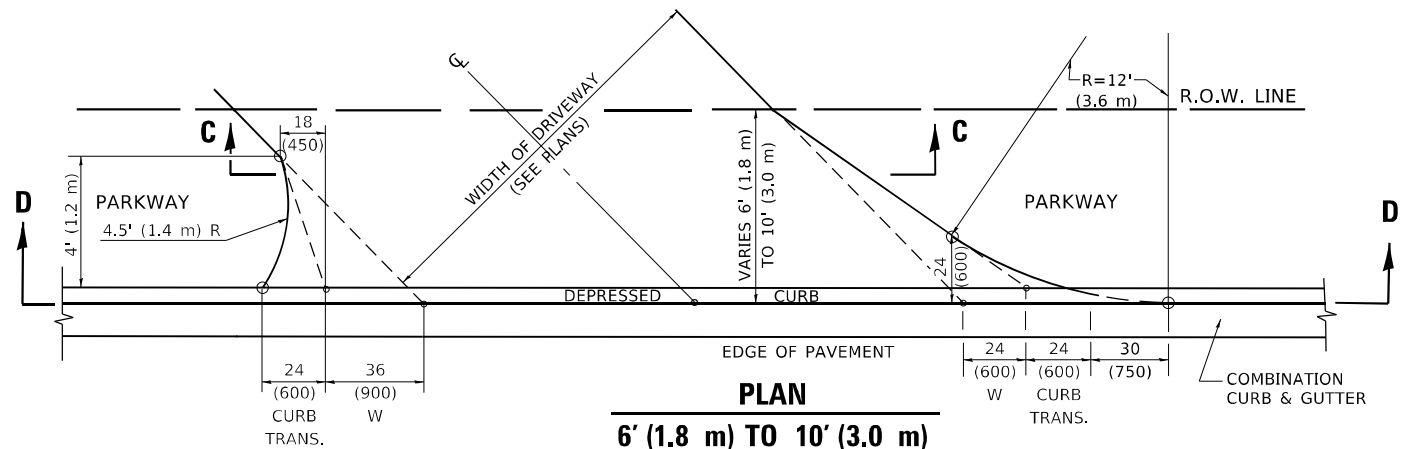 ℄
R=12'
(3.6 m)
R.O.W. LINE
C
18
(450)
WIDTH OF DRIVEWAY
(SEE PLANS)
C
D
4' (1.2 m)
PARKWAY
4.5' (1.4 m) R
VARIES 6' (1.8 m)
TO 10' (3.0 m)
PARKWAY
D
24
(600)
DEPRESSED CURB
EDGE OF PAVEMENT
24
(600)
CURB
TRANS.
36
(900)
W
24
(600)
W
24
(600)
CURB
TRANS.
30
(750)
COMBINATION
CURB & GUTTER
PLAN
6' (1.8 m) TO 10' (3.0 m)